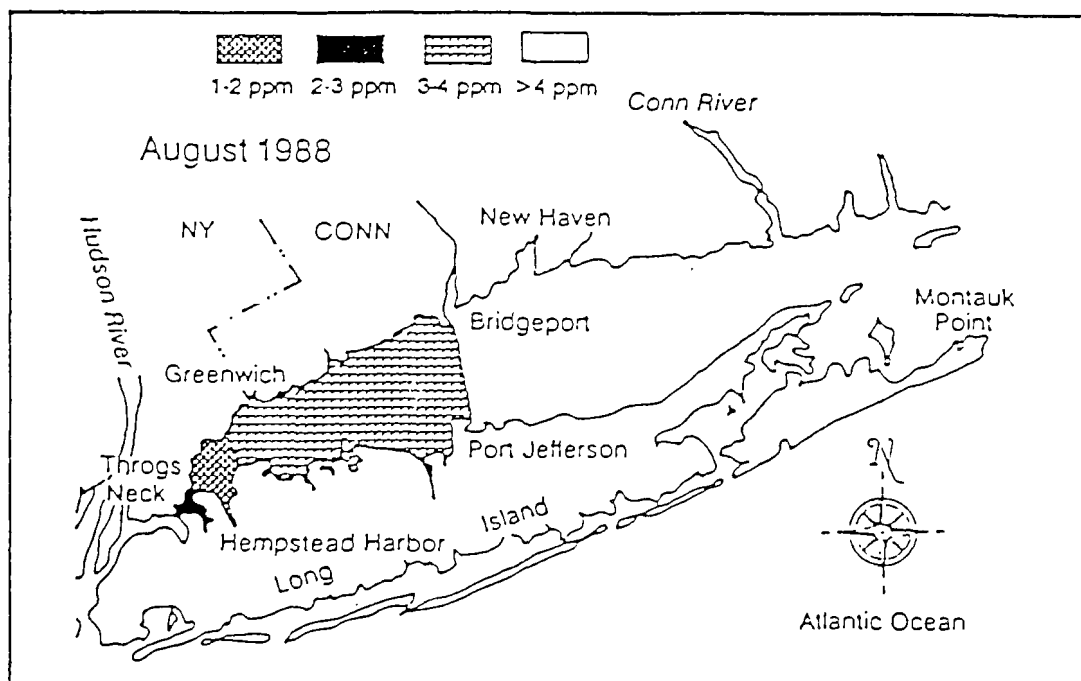 1-2 ppm 2-3 ppm 3-4 ppm >4 ppm
Conn River
August 1988
NY CONN
New Haven
Hudson River
Montauk
Point
Bridgeport
Greenwich
Port Jefferson
Throgs
Neck
N
Island
Hempstead Harbor
Long
Atlantic Ocean